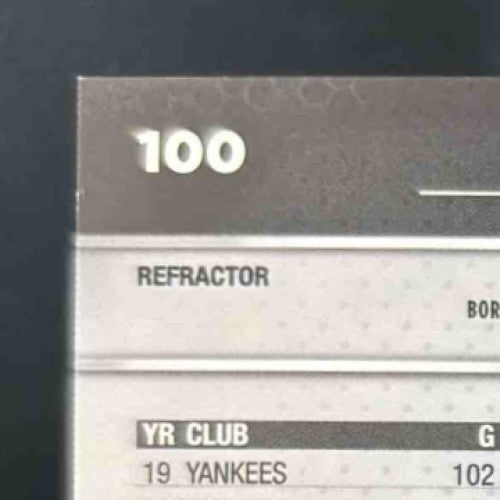 100
REFRACTOR
BOR
YR CLUB G
19 YANKEES 102